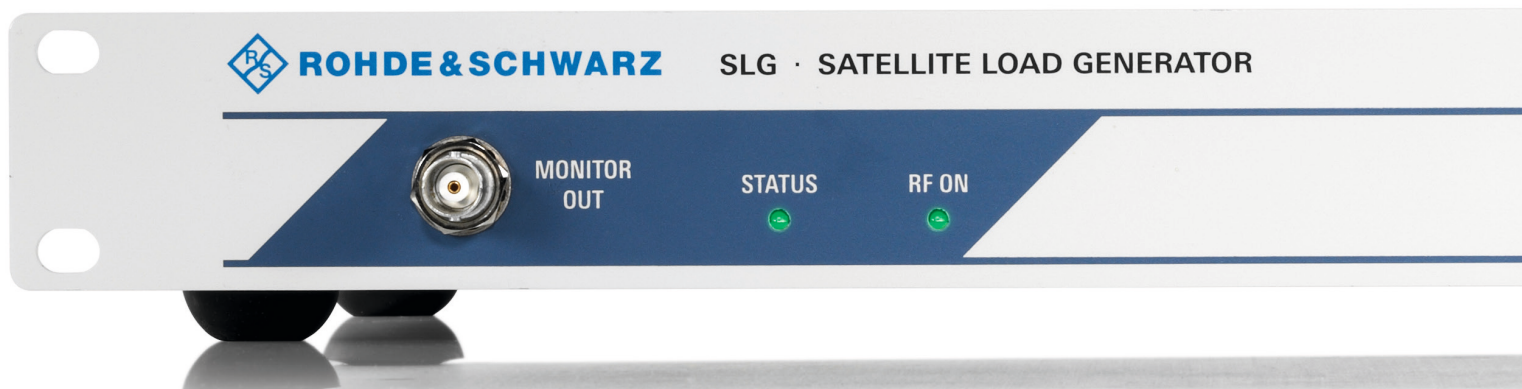 R S ROHDE & SCHWARZ SLG · SATELLITE LOAD GENERATOR
MONITOR
OUT
STATUS
RF ON